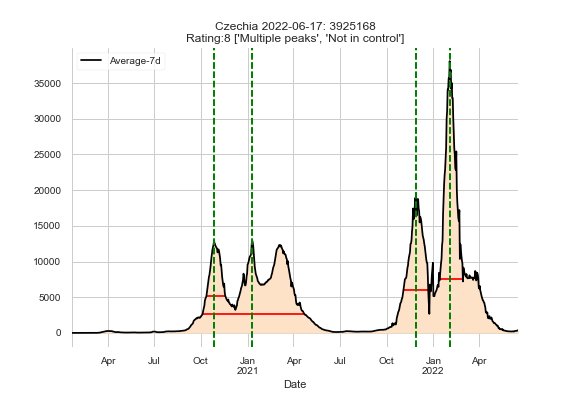 Czechia 2022-06-17: 3925168
Rating:8 ['Multiple peaks', 'Not in control']
Average-7d
35000
30000
25000
20000
15000
10000
5000
0
Apr Jul Oct Jan Apr Jul Oct Jan Apr
2021 2022
Date